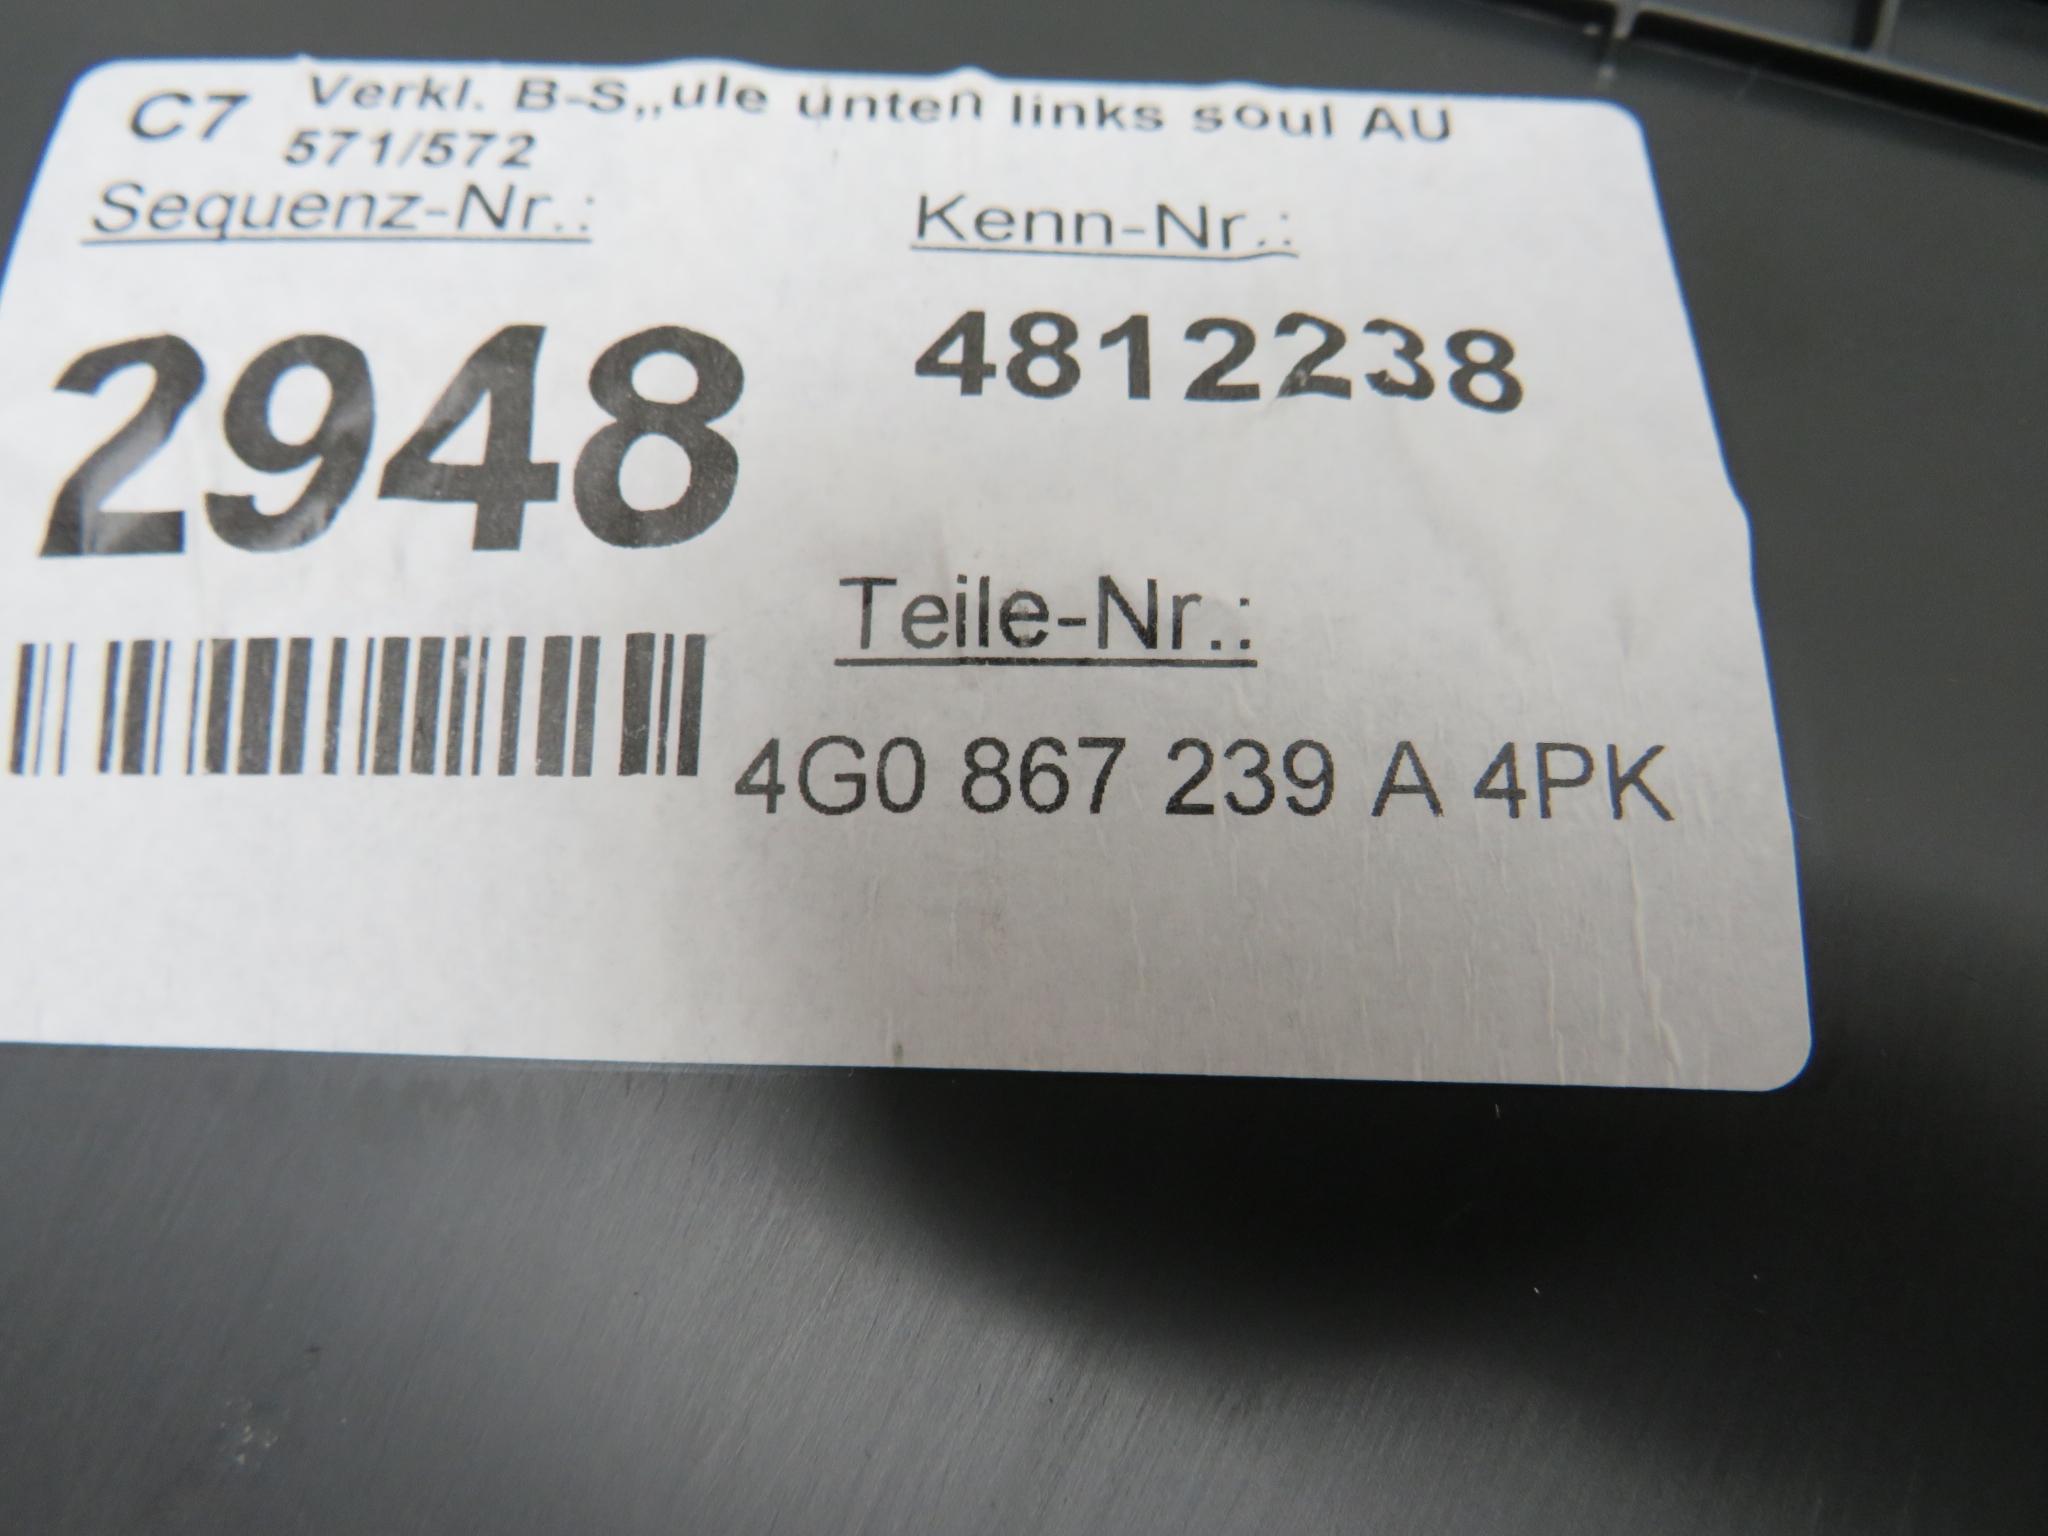 C7 Verkl. B-S„ule unten links soul AU
571/572
Sequenz-Nr.: Kenn-Nr.:
2948 4812238
Teile-Nr.:
4G0 867 239 A 4PK